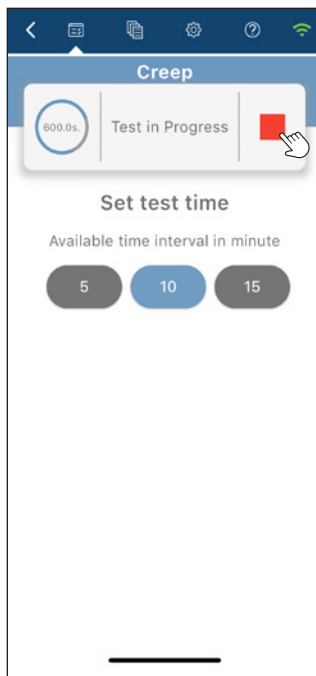 Creep
600.0s.
Test in Progress
Set test time
Available time interval in minute
5
10
15